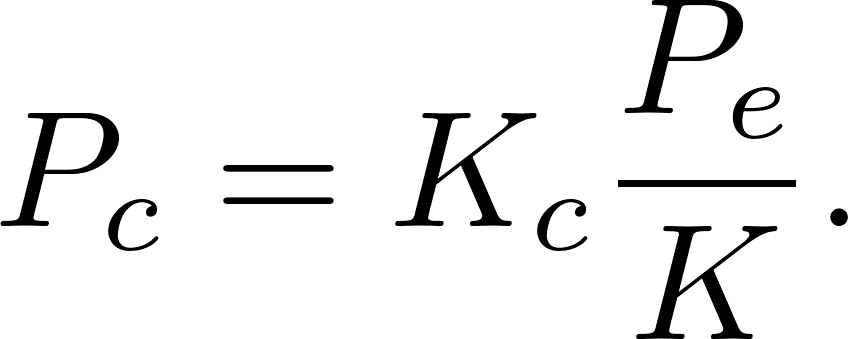 P_c = K_c \frac{P_e}{K}.